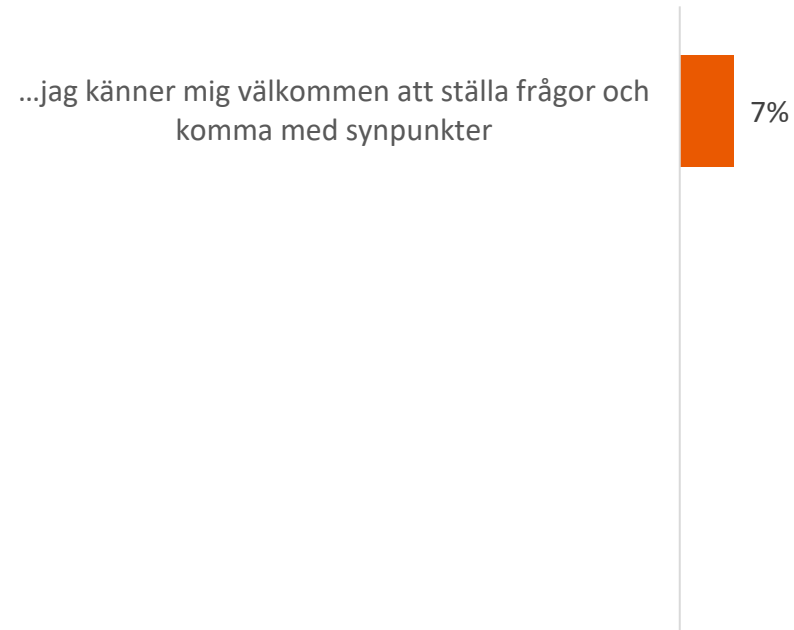 …jag känner mig välkommen att ställa frågor och
komma med synpunkter
7%